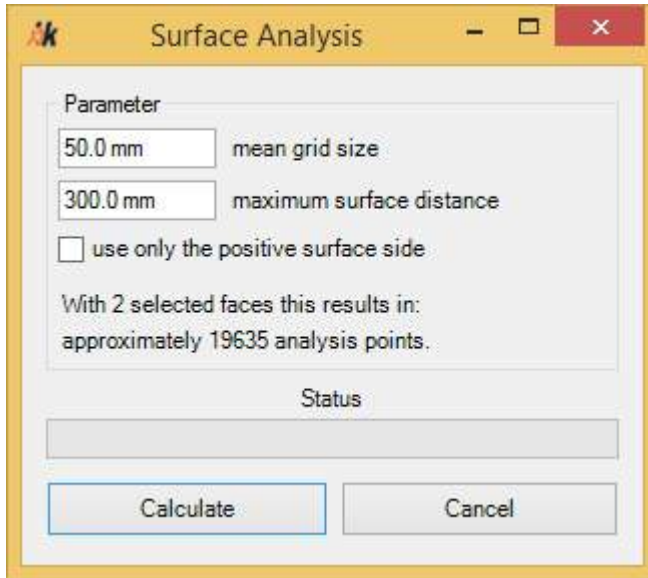 ik Surface Analysis
Parameter
50.0 mm mean grid size
300.0 mm maximum surface distance
use only the positive surface side
With 2 selected faces this results in:
approximately 19635 analysis points.
Status
Calculate Cancel